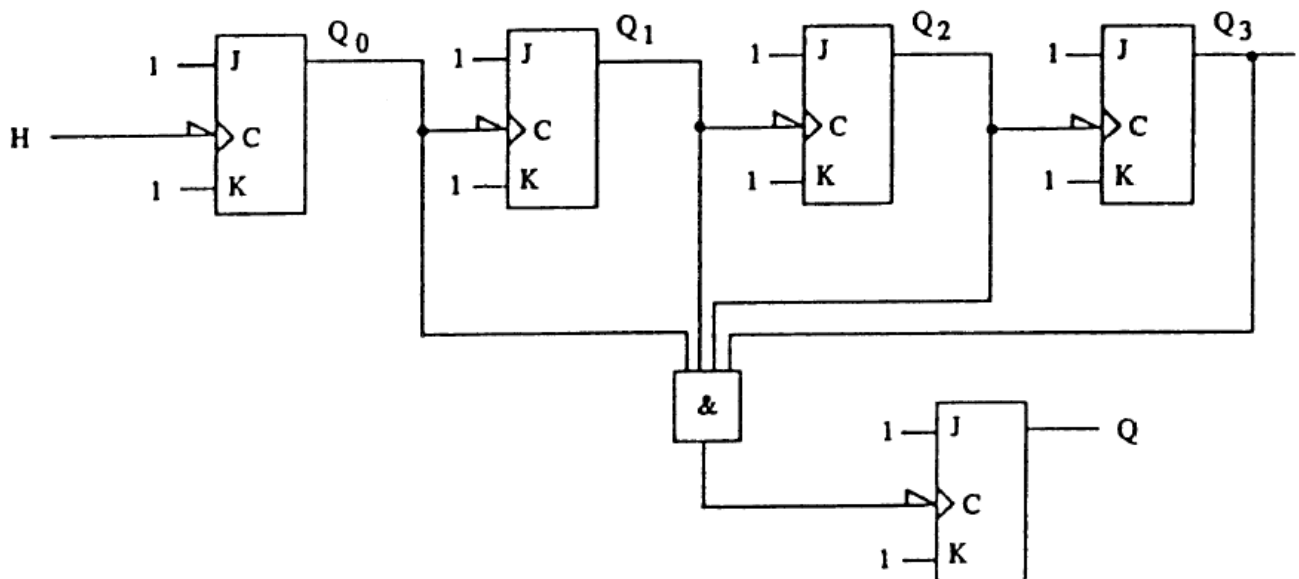 Q0 Q1 Q2 Q3
1 J 1 J 1 J 1 J
H C C C C
1 K 1 K 1 K 1 K
&
1 J Q
C
1 K